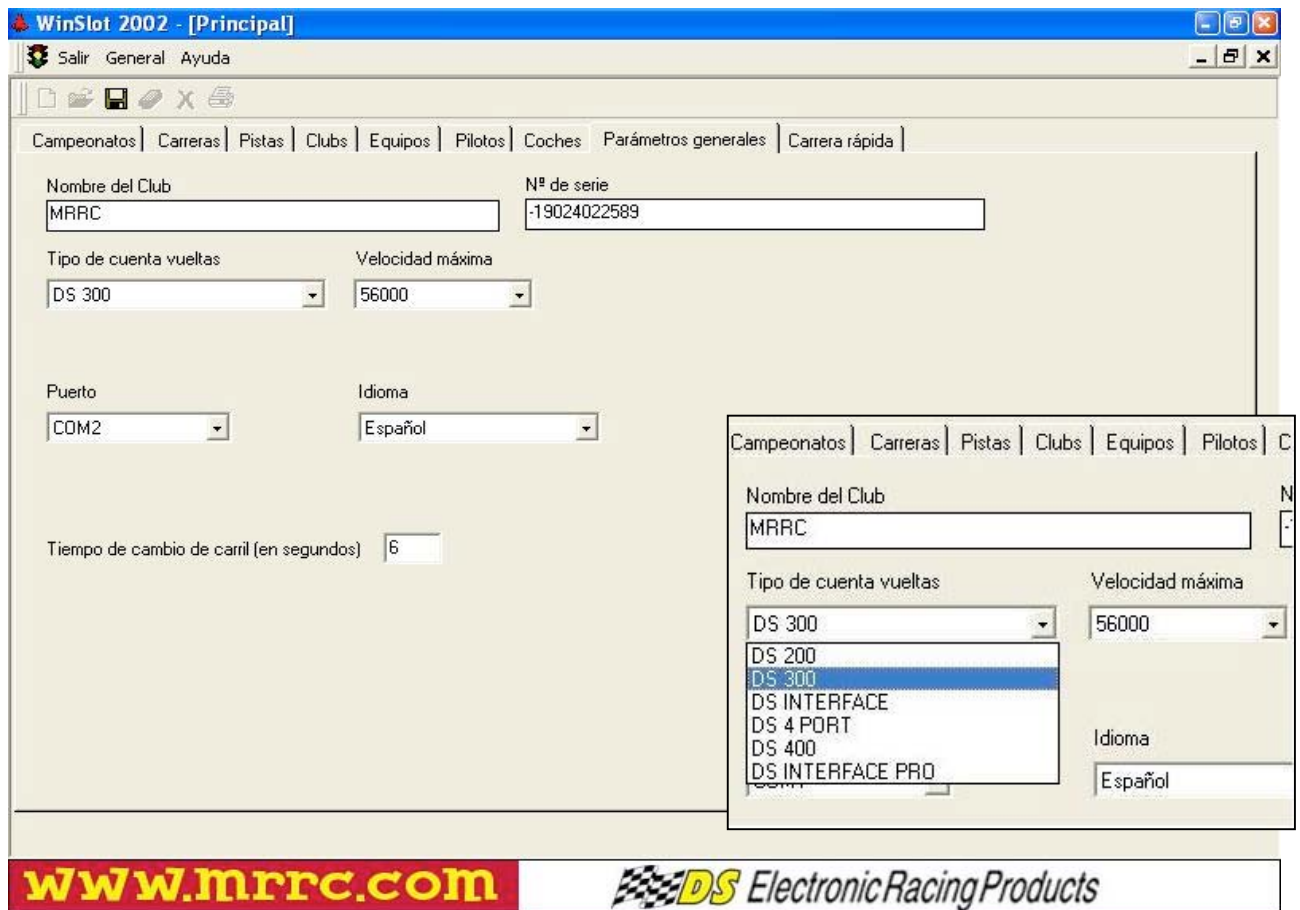 WinSlot 2002 - [Principal]
Salir General Ayuda
Campeonatos Carreras Pistas Clubs Equipos Pilotos Coches Parámetros generales Carrera rápida
Nombre del Club Nº de serie
MRRC -19024022589
Tipo de cuenta vueltas Velocidad máxima
DS 300 56000
Puerto Idioma
COM2 Español
Tiempo de cambio de carril (en segundos) 6
Campeonatos Carreras Pistas Clubs Equipos Pilotos C
Nombre del Club N
MRRC
Tipo de cuenta vueltas Velocidad máxima
DS 300 56000
DS 200
DS 300
DS INTERFACE
DS 4 PORT
DS 400
DS INTERFACE PRO
Idioma
Español
www.mrrc.com DS Electronic Racing Products